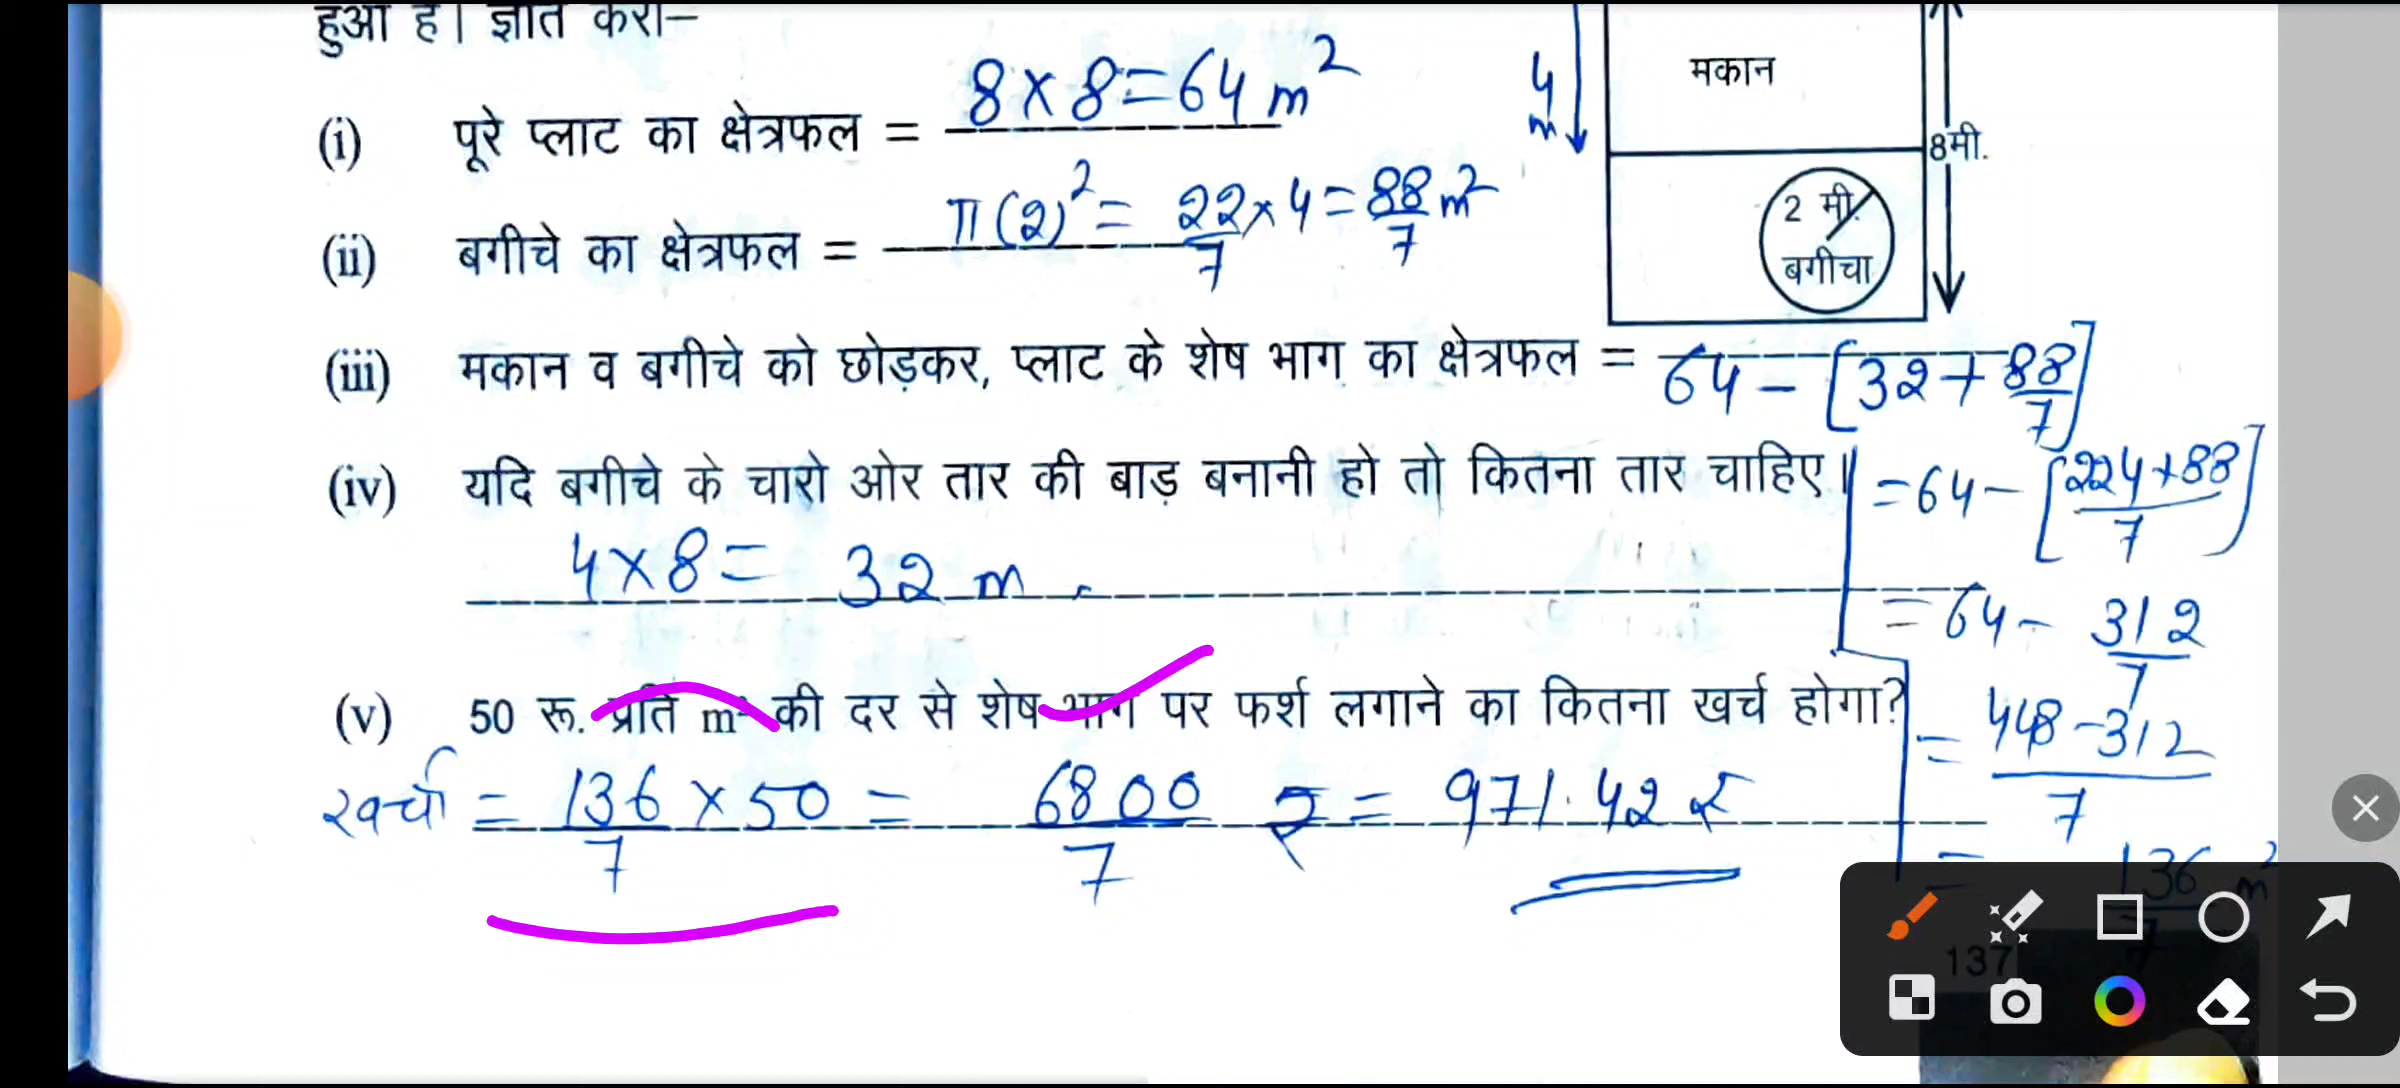 हुआ है। ज्ञात करो–
मकान
4 m
8मी.
2 मी.
बगीचा
(i) पूरे प्लाट का क्षेत्रफल = 8 × 8 = 64 m²
(ii) बगीचे का क्षेत्रफल = π(2)² = 22/7 × 4 = 88/7 m²
(iii) मकान व बगीचे को छोड़कर, प्लाट के शेष भाग का क्षेत्रफल = 64 – [32 + 88/7]
= 64 – [224+88/7]
= 64 – 312/7
= 448 – 312/7
= 136/7 m²
(iv) यदि बगीचे के चारो ओर तार की बाड़ बनानी हो तो कितना तार चाहिए।
4 × 8 = 32 m
(v) 50 रू. प्रति m² की दर से शेष भाग पर फर्श लगाने का कितना खर्च होगा?
खर्चा = 136/7 × 50 = 6800/7 ₹ = 971.42 ₹
137